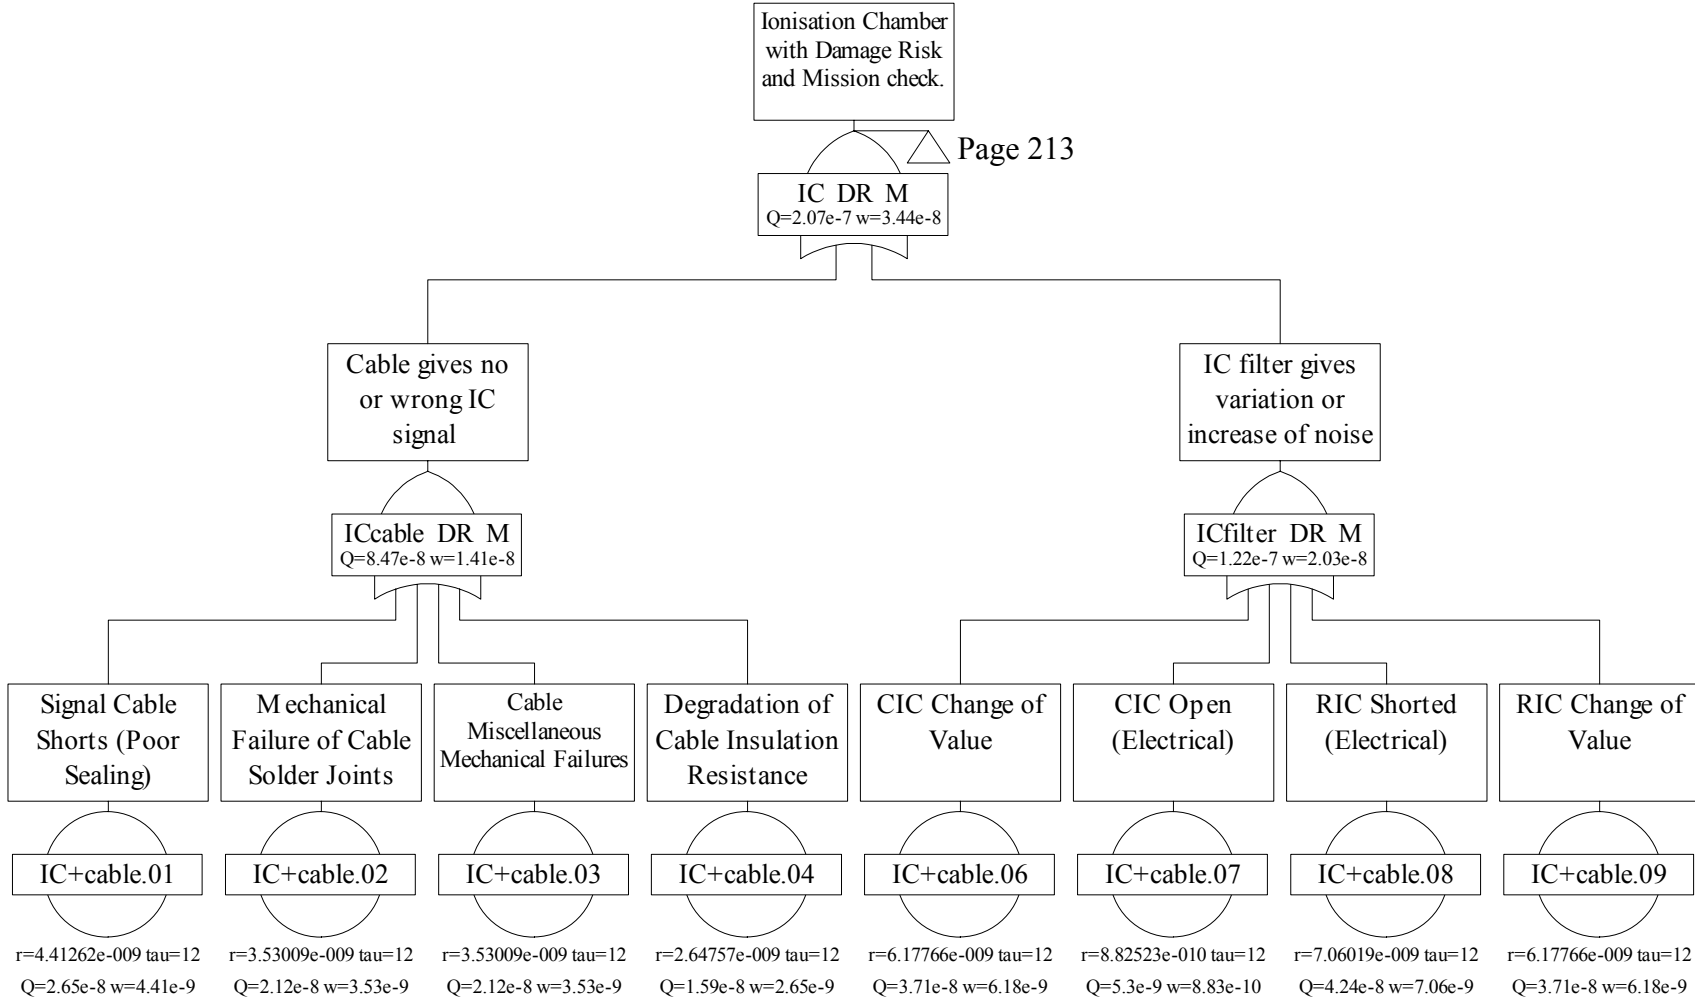 Ionisation Chamber
with Damage Risk
and Mission check.
Page 213
IC DR M
Q=2.07e-7 w=3.44e-8
Cable gives no
or wrong IC
signal
IC filter gives
variation or
increase of noise
ICcable DR M
Q=8.47e-8 w=1.41e-8
ICfilter DR M
Q=1.22e-7 w=2.03e-8
Signal Cable
Shorts (Poor
Sealing)
Mechanical
Failure of Cable
Solder Joints
Cable
Miscellaneous
Mechanical Failures
Degradation of
Cable Insulation
Resistance
CIC Change of
Value
CIC Open
(Electrical)
RIC Shorted
(Electrical)
RIC Change of
Value
IC+cable.01
IC+cable.02
IC+cable.03
IC+cable.04
IC+cable.06
IC+cable.07
IC+cable.08
IC+cable.09
r=4.41262e-009 tau=12
Q=2.65e-8 w=4.41e-9
r=3.53009e-009 tau=12
Q=2.12e-8 w=3.53e-9
r=3.53009e-009 tau=12
Q=2.12e-8 w=3.53e-9
r=2.64757e-009 tau=12
Q=1.59e-8 w=2.65e-9
r=6.17766e-009 tau=12
Q=3.71e-8 w=6.18e-9
r=8.82523e-010 tau=12
Q=5.3e-9 w=8.83e-10
r=7.06019e-009 tau=12
Q=4.24e-8 w=7.06e-9
r=6.17766e-009 tau=12
Q=3.71e-8 w=6.18e-9